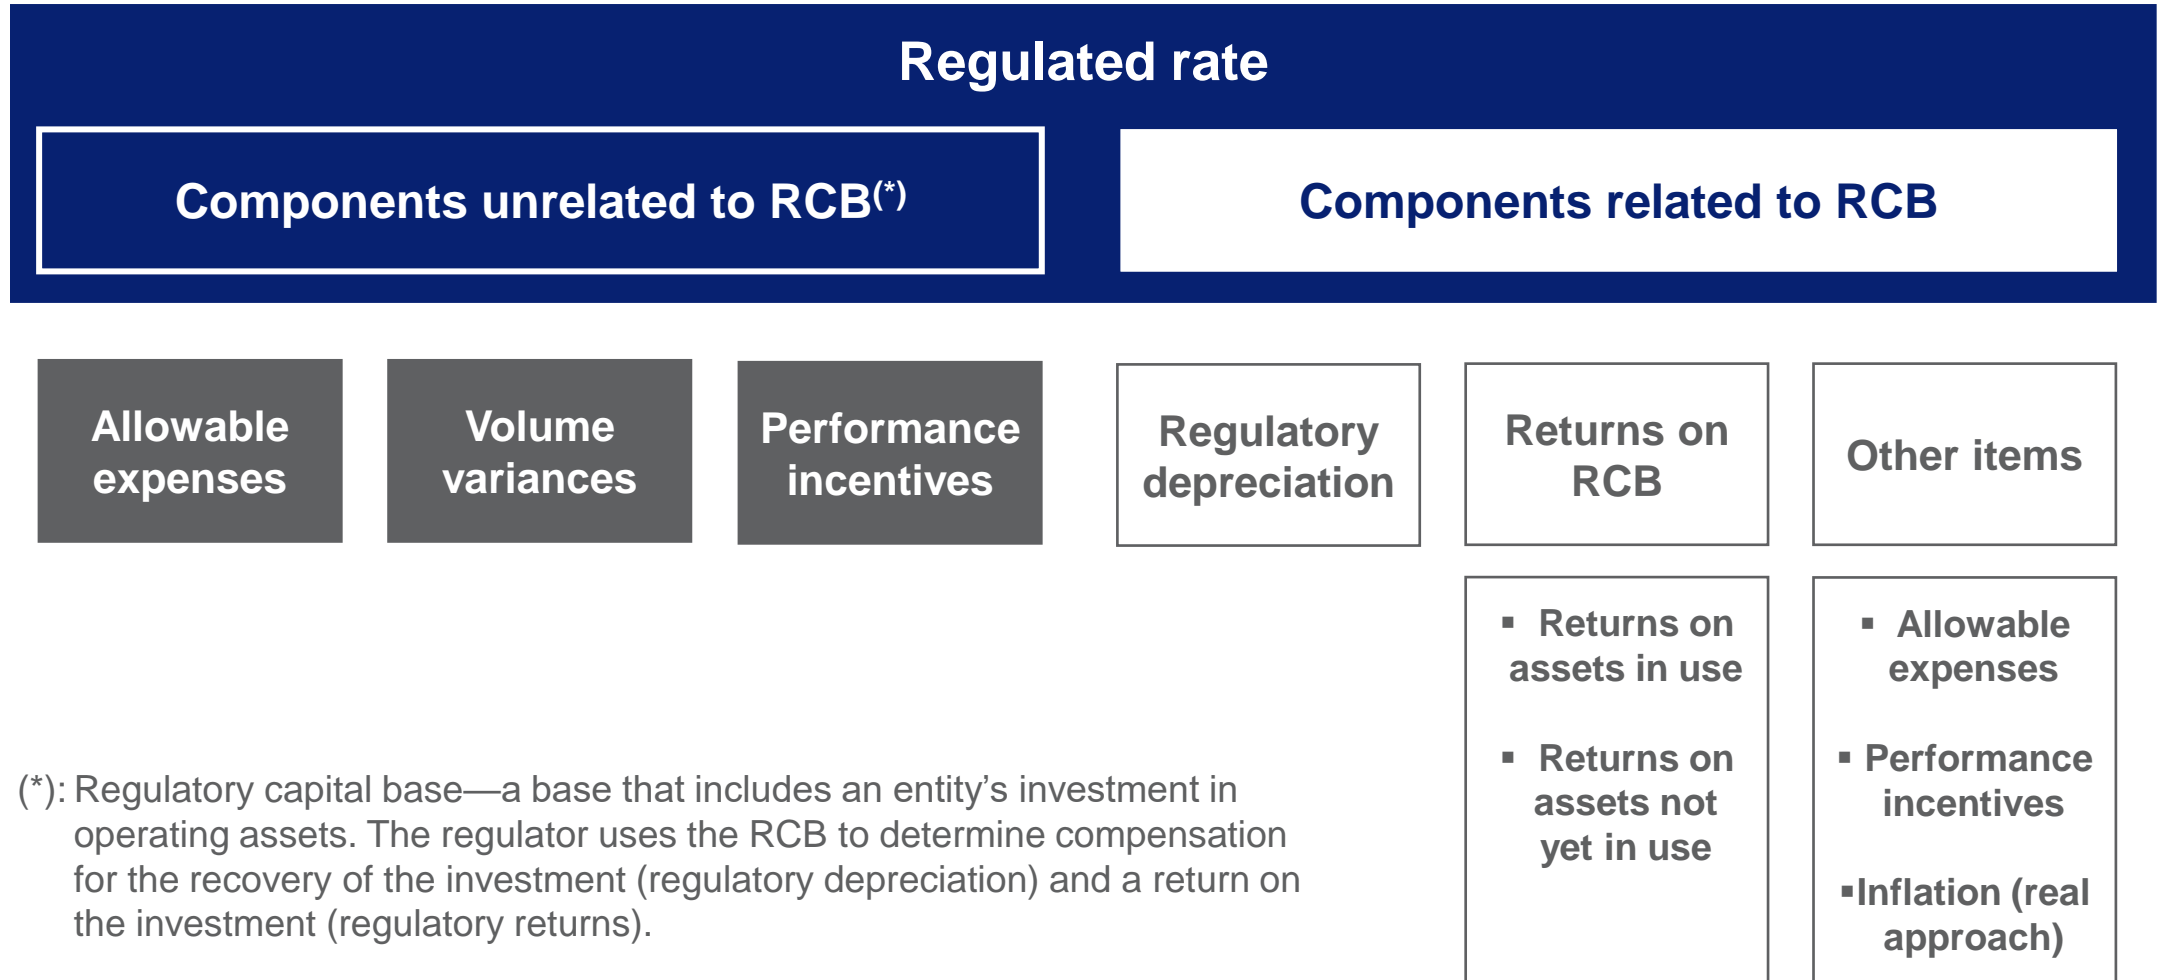 Regulated rate
Components unrelated to RCB(*)
Components related to RCB
Allowable
expenses
Volume
variances
Performance
incentives
Regulatory
depreciation
Returns on
RCB
Other items
▪ Returns on
assets in use
▪ Returns on
assets not
yet in use
▪ Allowable
expenses
▪ Performance
incentives
▪Inflation (real
approach)
(*): Regulatory capital base—a base that includes an entity’s investment in
operating assets. The regulator uses the RCB to determine compensation
for the recovery of the investment (regulatory depreciation) and a return on
the investment (regulatory returns).